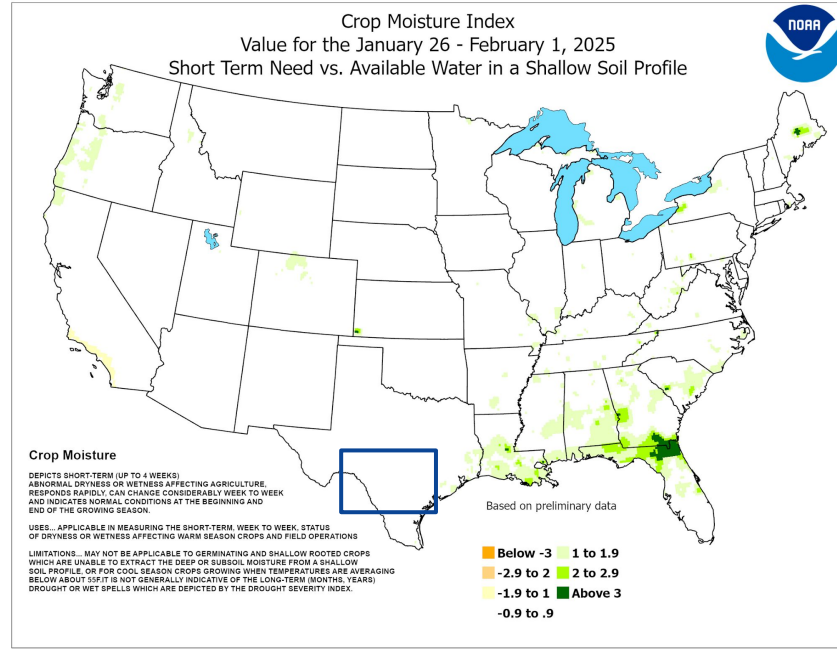 Crop Moisture Index
Value for the January 26 - February 1, 2025
Short Term Need vs. Available Water in a Shallow Soil Profile
NOAA
Crop Moisture
DEPICTS SHORT-TERM (UP TO 4 WEEKS)
ABNORMAL DRYNESS OR WETNESS AFFECTING AGRICULTURE,
RESPONDS RAPIDLY, CAN CHANGE CONSIDERABLY WEEK TO WEEK
AND INDICATES NORMAL CONDITIONS AT THE BEGINNING AND
END OF THE GROWING SEASON.
USES... APPLICABLE IN MEASURING THE SHORT-TERM, WEEK TO WEEK, STATUS
OF DRYNESS OR WETNESS AFFECTING WARM SEASON CROPS AND FIELD OPERATIONS
LIMITATIONS... MAY NOT BE APPLICABLE TO GERMINATING AND SHALLOW ROOTED CROPS
WHICH ARE UNABLE TO EXTRACT THE DEEP OR SUBSOIL MOISTURE FROM A SHALLOW
SOIL PROFILE, OR FOR COOL SEASON CROPS GROWING WHEN TEMPERATURES ARE AVERAGING
BELOW ABOUT 55F.IT IS NOT GENERALLY INDICATIVE OF THE LONG-TERM (MONTHS, YEARS)
DROUGHT OR WET SPELLS WHICH ARE DEPICTED BY THE DROUGHT SEVERITY INDEX.
Based on preliminary data
Below -3 1 to 1.9
-2.9 to 2 2 to 2.9
-1.9 to 1 Above 3
-0.9 to .9